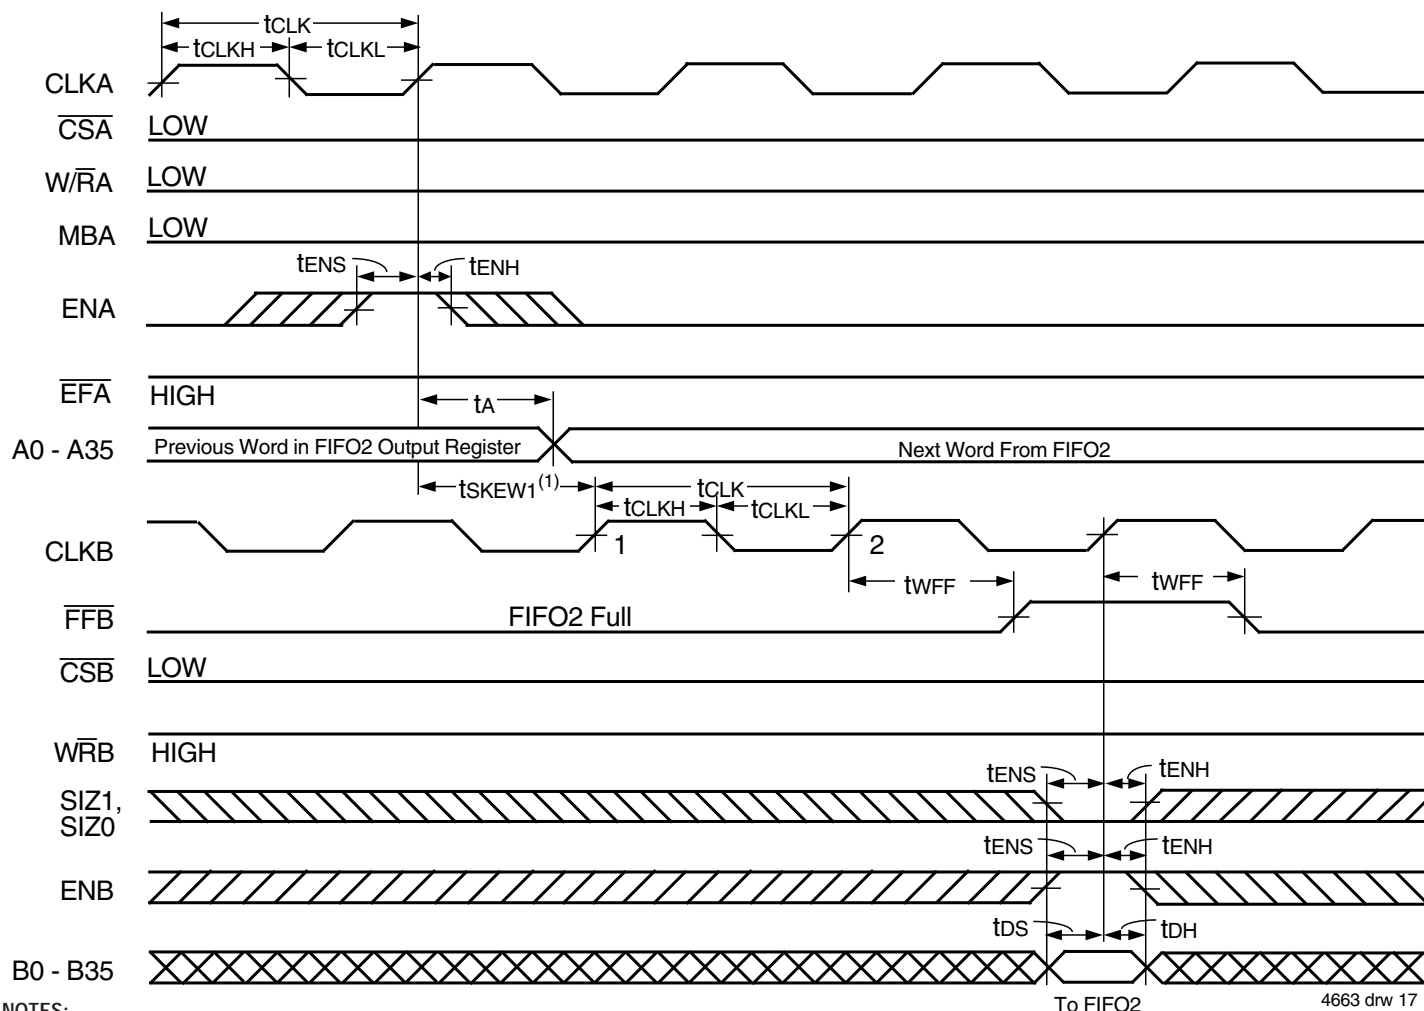 tCLK
tCLKH
tCLKL
CLKA
CSA
LOW
W/RA
LOW
MBA
LOW
tENS
tENH
ENA
EFA
HIGH
tA
A0 - A35
Previous Word in FIFO2 Output Register
Next Word From FIFO2
tSKEW1(1)
tCLK
tCLKH
tCLKL
CLKB
1
2
tWFF
tWFF
FFB
FIFO2 Full
CSB
LOW
WRB
HIGH
tENS
tENH
SIZ1,
SIZ0
tENS
tENH
ENB
tDS
tDH
B0 - B35
To FIFO2
4663 drw 17
NOTES: